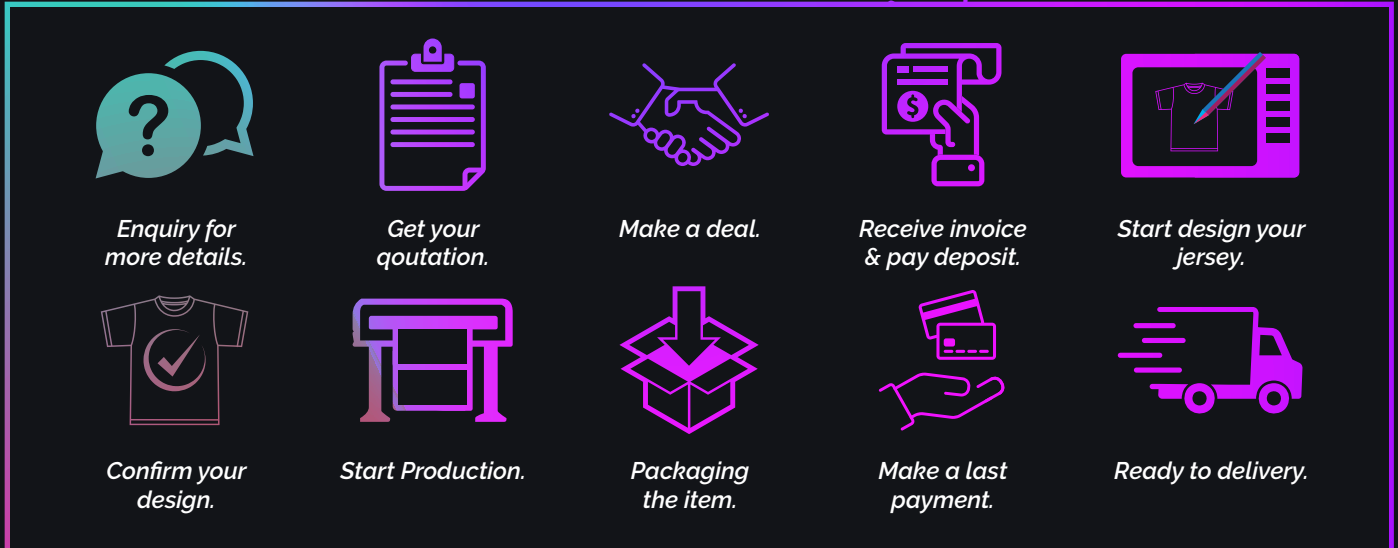 Enquiry for
more details.
Get your
qoutation.
Make a deal.
Receive invoice
& pay deposit.
Start design your
jersey.
Confirm your
design.
Start Production.
Packaging
the item.
Make a last
payment.
Ready to delivery.